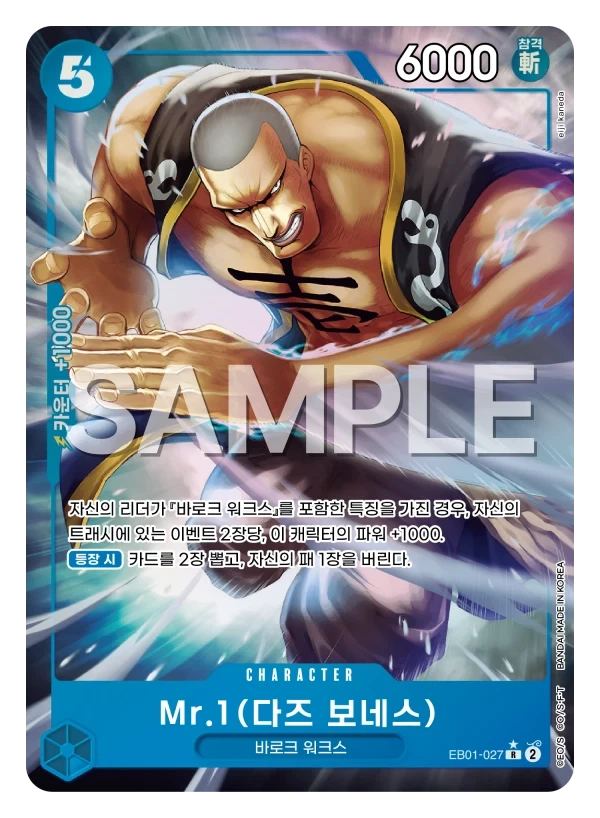 5
6000
참격
斬
eiji kaneda
카운터 +1000
SAMPLE
자신의 리더가 『바로크 워크스』를 포함한 특징을 가진 경우, 자신의
트래시에 있는 이벤트 2장당, 이 캐릭터의 파워 +1000.
등장 시 카드를 2장 뽑고, 자신의 패 1장을 버린다.
CHARACTER
Mr.1(다즈 보네스)
바로크 워크스
EB01-027 R 2
©EO/S ©O/S·F·T BANDAI MADE IN KOREA